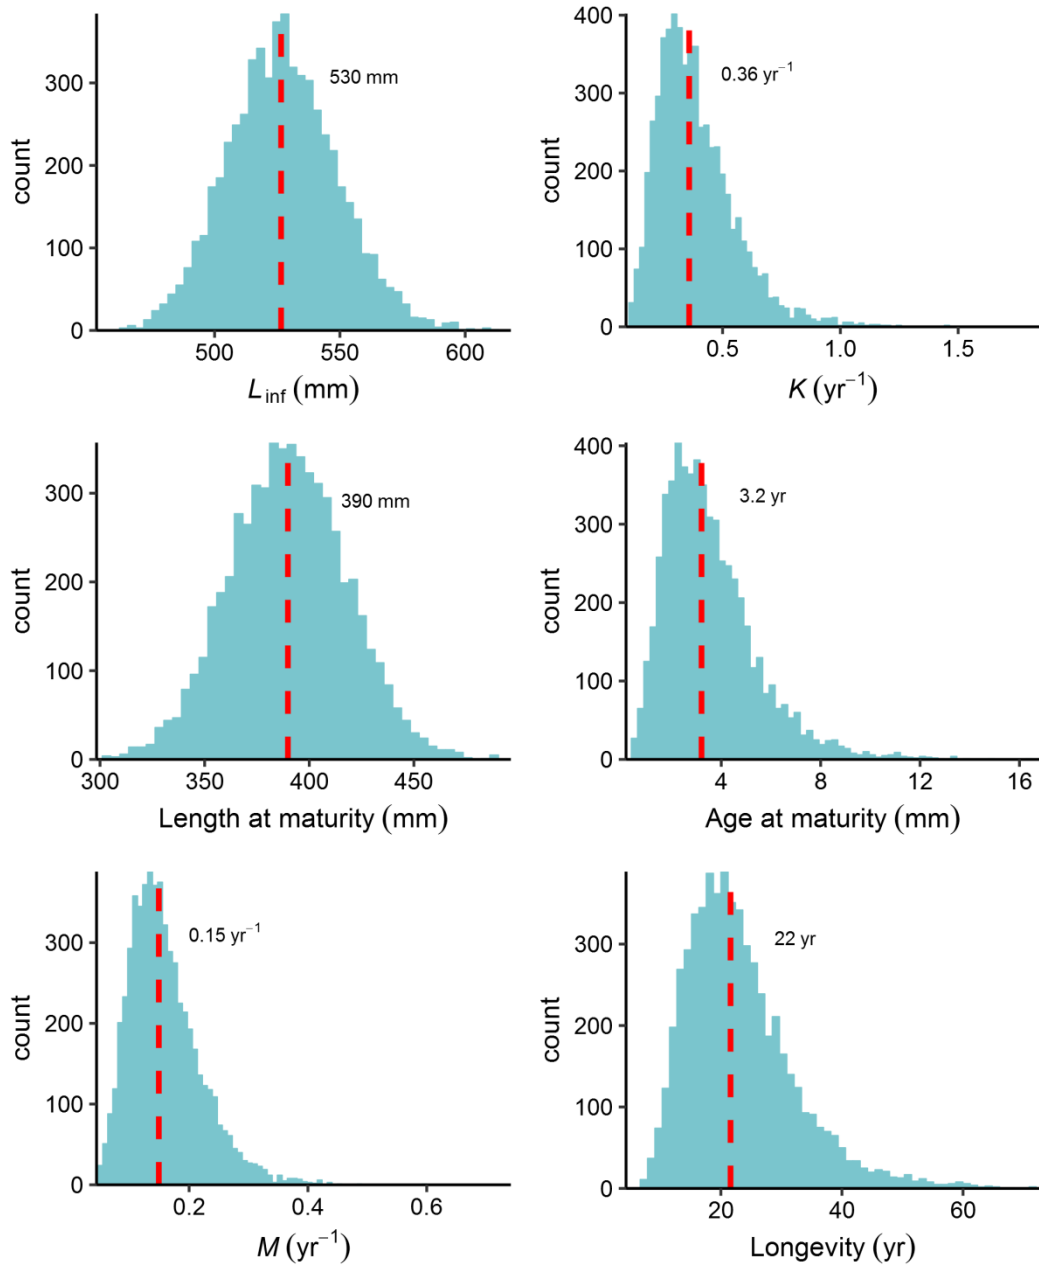 300
200
100
0
count
530 mm
500
550
600
L inf (mm)
400
300
200
100
0
count
0.36 yr⁻¹
0.5
1.0
1.5
K (yr⁻¹)
300
200
100
0
count
390 mm
300
350
400
450
Length at maturity (mm)
400
300
200
100
0
count
3.2 yr
4
8
12
16
Age at maturity (mm)
300
200
100
0
count
0.15 yr⁻¹
0.2
0.4
0.6
M (yr⁻¹)
300
200
100
0
count
22 yr
20
40
60
Longevity (yr)